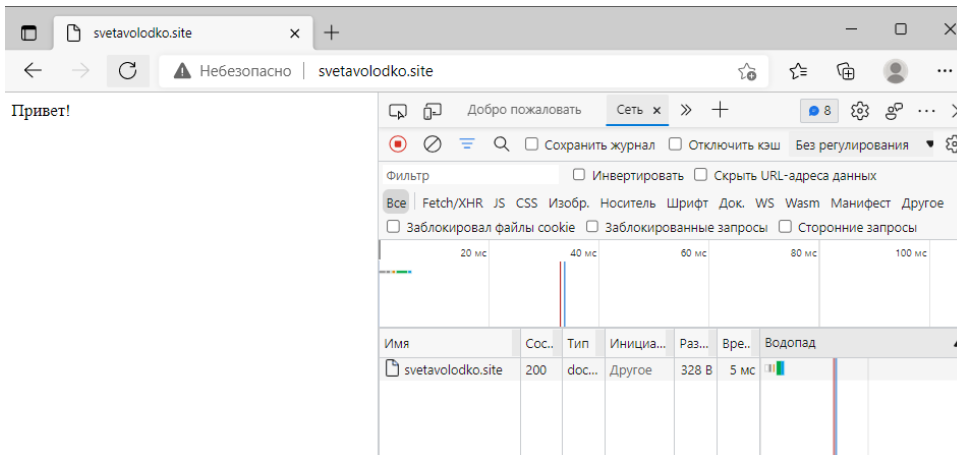 svetavolodko.site
Небезопасно | svetavolodko.site
Привет!
Добро пожаловать Сеть 8
Сохранить журнал Отключить кэш Без регулирования
Фильтр Инвертировать Скрыть URL-адреса данных
Все Fetch/XHR JS CSS Изобр. Носитель Шрифт Док. WS Wasm Манифест Другое
Заблокировал файлы cookie Заблокированные запросы Сторонние запросы
20 мс 40 мс 60 мс 80 мс 100 мс
Имя Сос.. Тип Инициа... Раз... Вре.. Водопад
svetavolodko.site 200 doc... Другое 328 B 5 мс